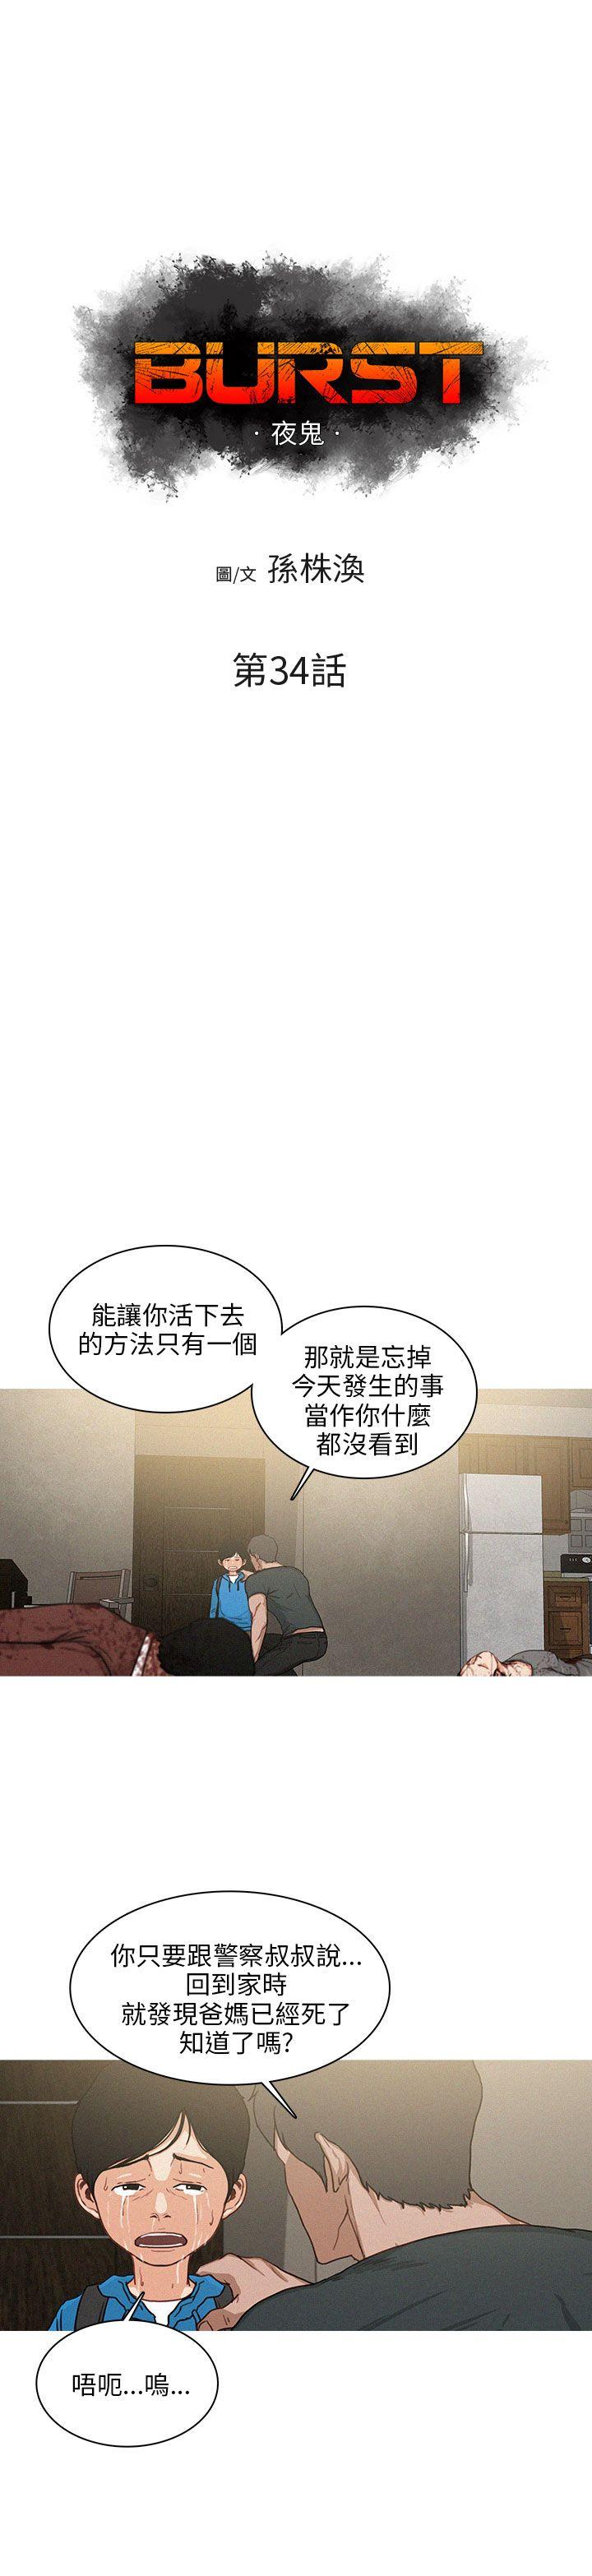 BURST
·夜鬼·
圖/文 孫株渙
第34話
能讓你活下去
的方法只有一個
那就是忘掉
今天發生的事
當作你什麼
都沒看到
你只要跟警察叔叔說...
回到家時
就發現爸媽已經死了
知道了嗎?
唔呃...嗚...